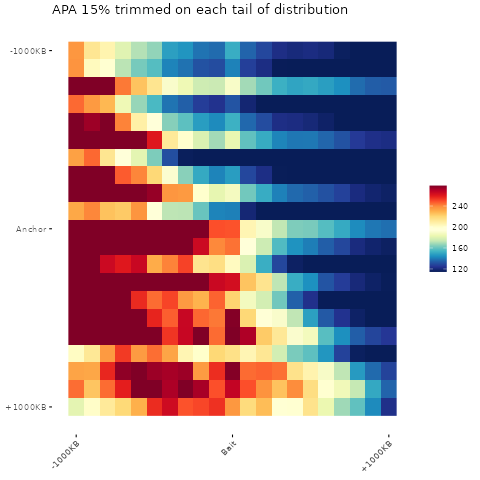 APA 15% trimmed on each tail of distribution
-1000KB
Anchor
+1000KB
240
200
160
120
-1000KB
Bait
+1000KB